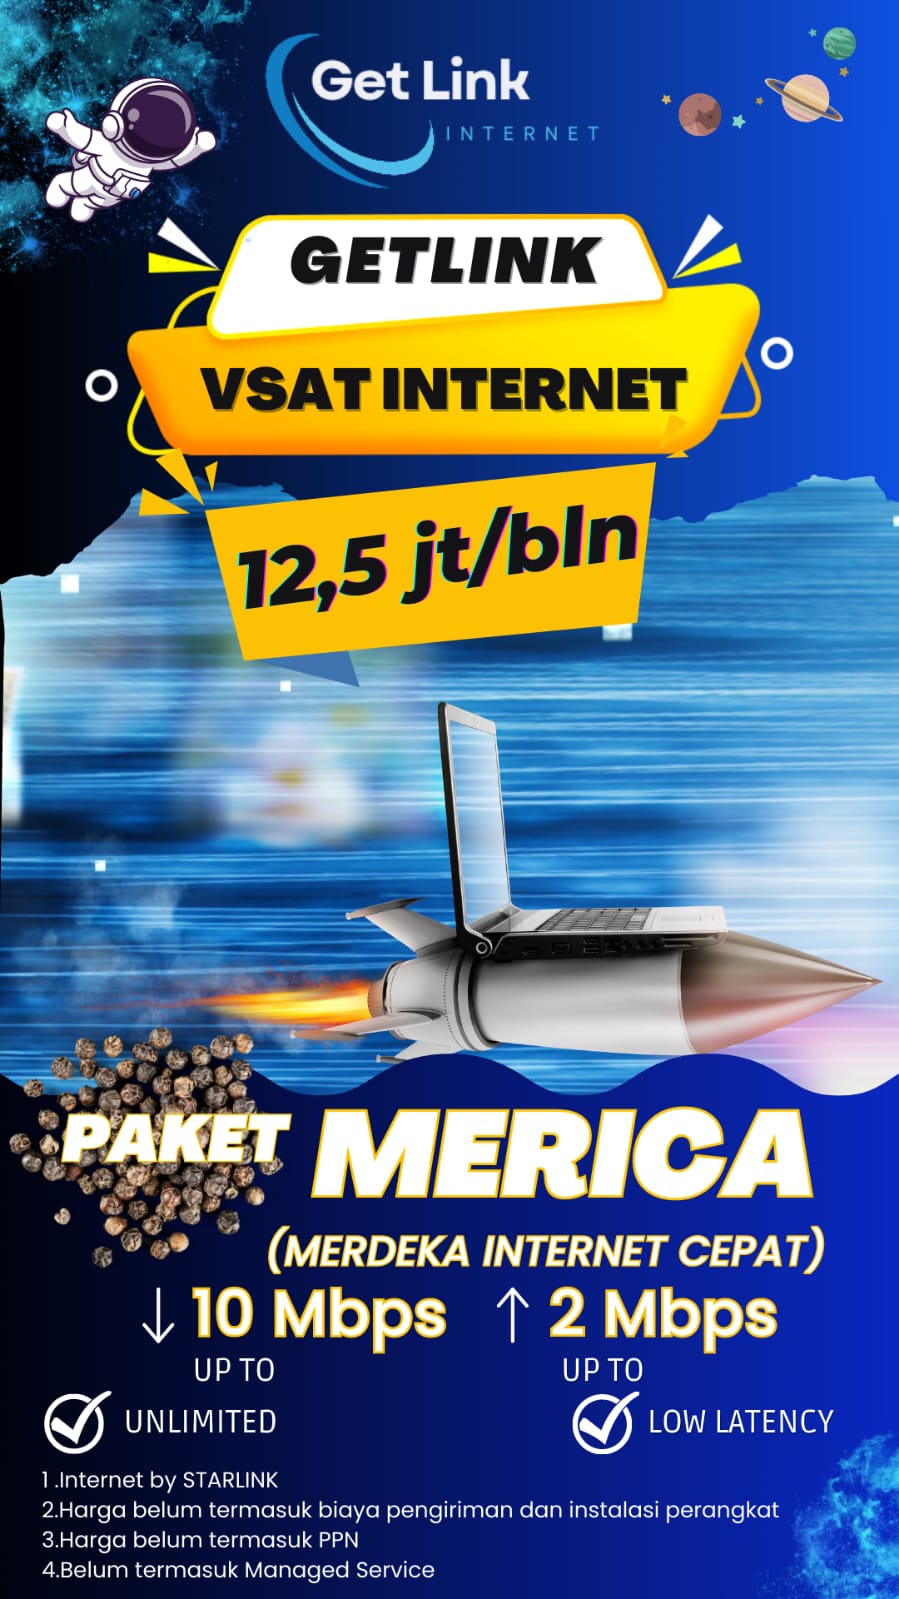 Get Link
INTERNET
GETLINK
VSAT INTERNET
12,5 jt/bln
PAKET MERICA
(MERDEKA INTERNET CEPAT)
↓ 10 Mbps ↑ 2 Mbps
UP TO UP TO
UNLIMITED LOW LATENCY
1 .Internet by STARLINK
2.Harga belum termasuk biaya pengiriman dan instalasi perangkat
3.Harga belum termasuk PPN
4.Belum termasuk Managed Service